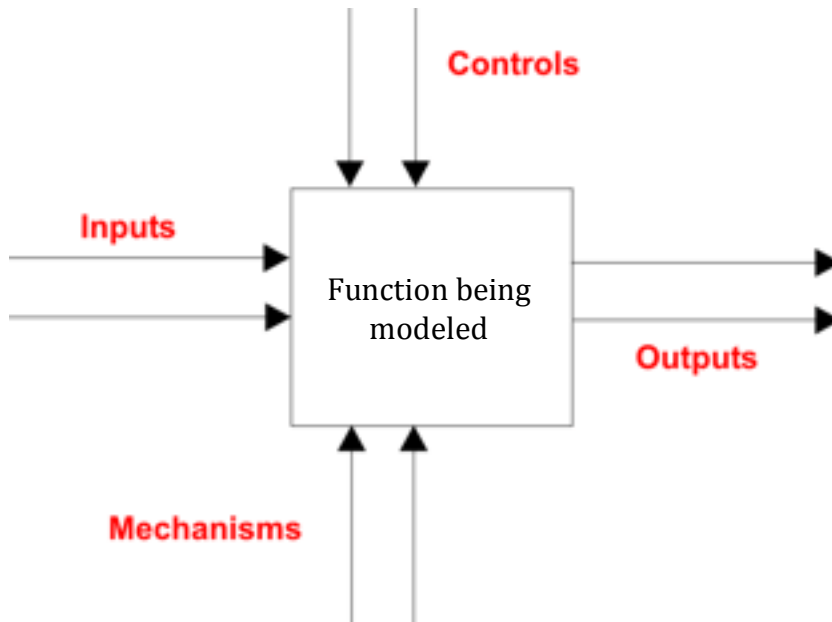 Controls
Inputs
Function being
modeled
Outputs
Mechanisms